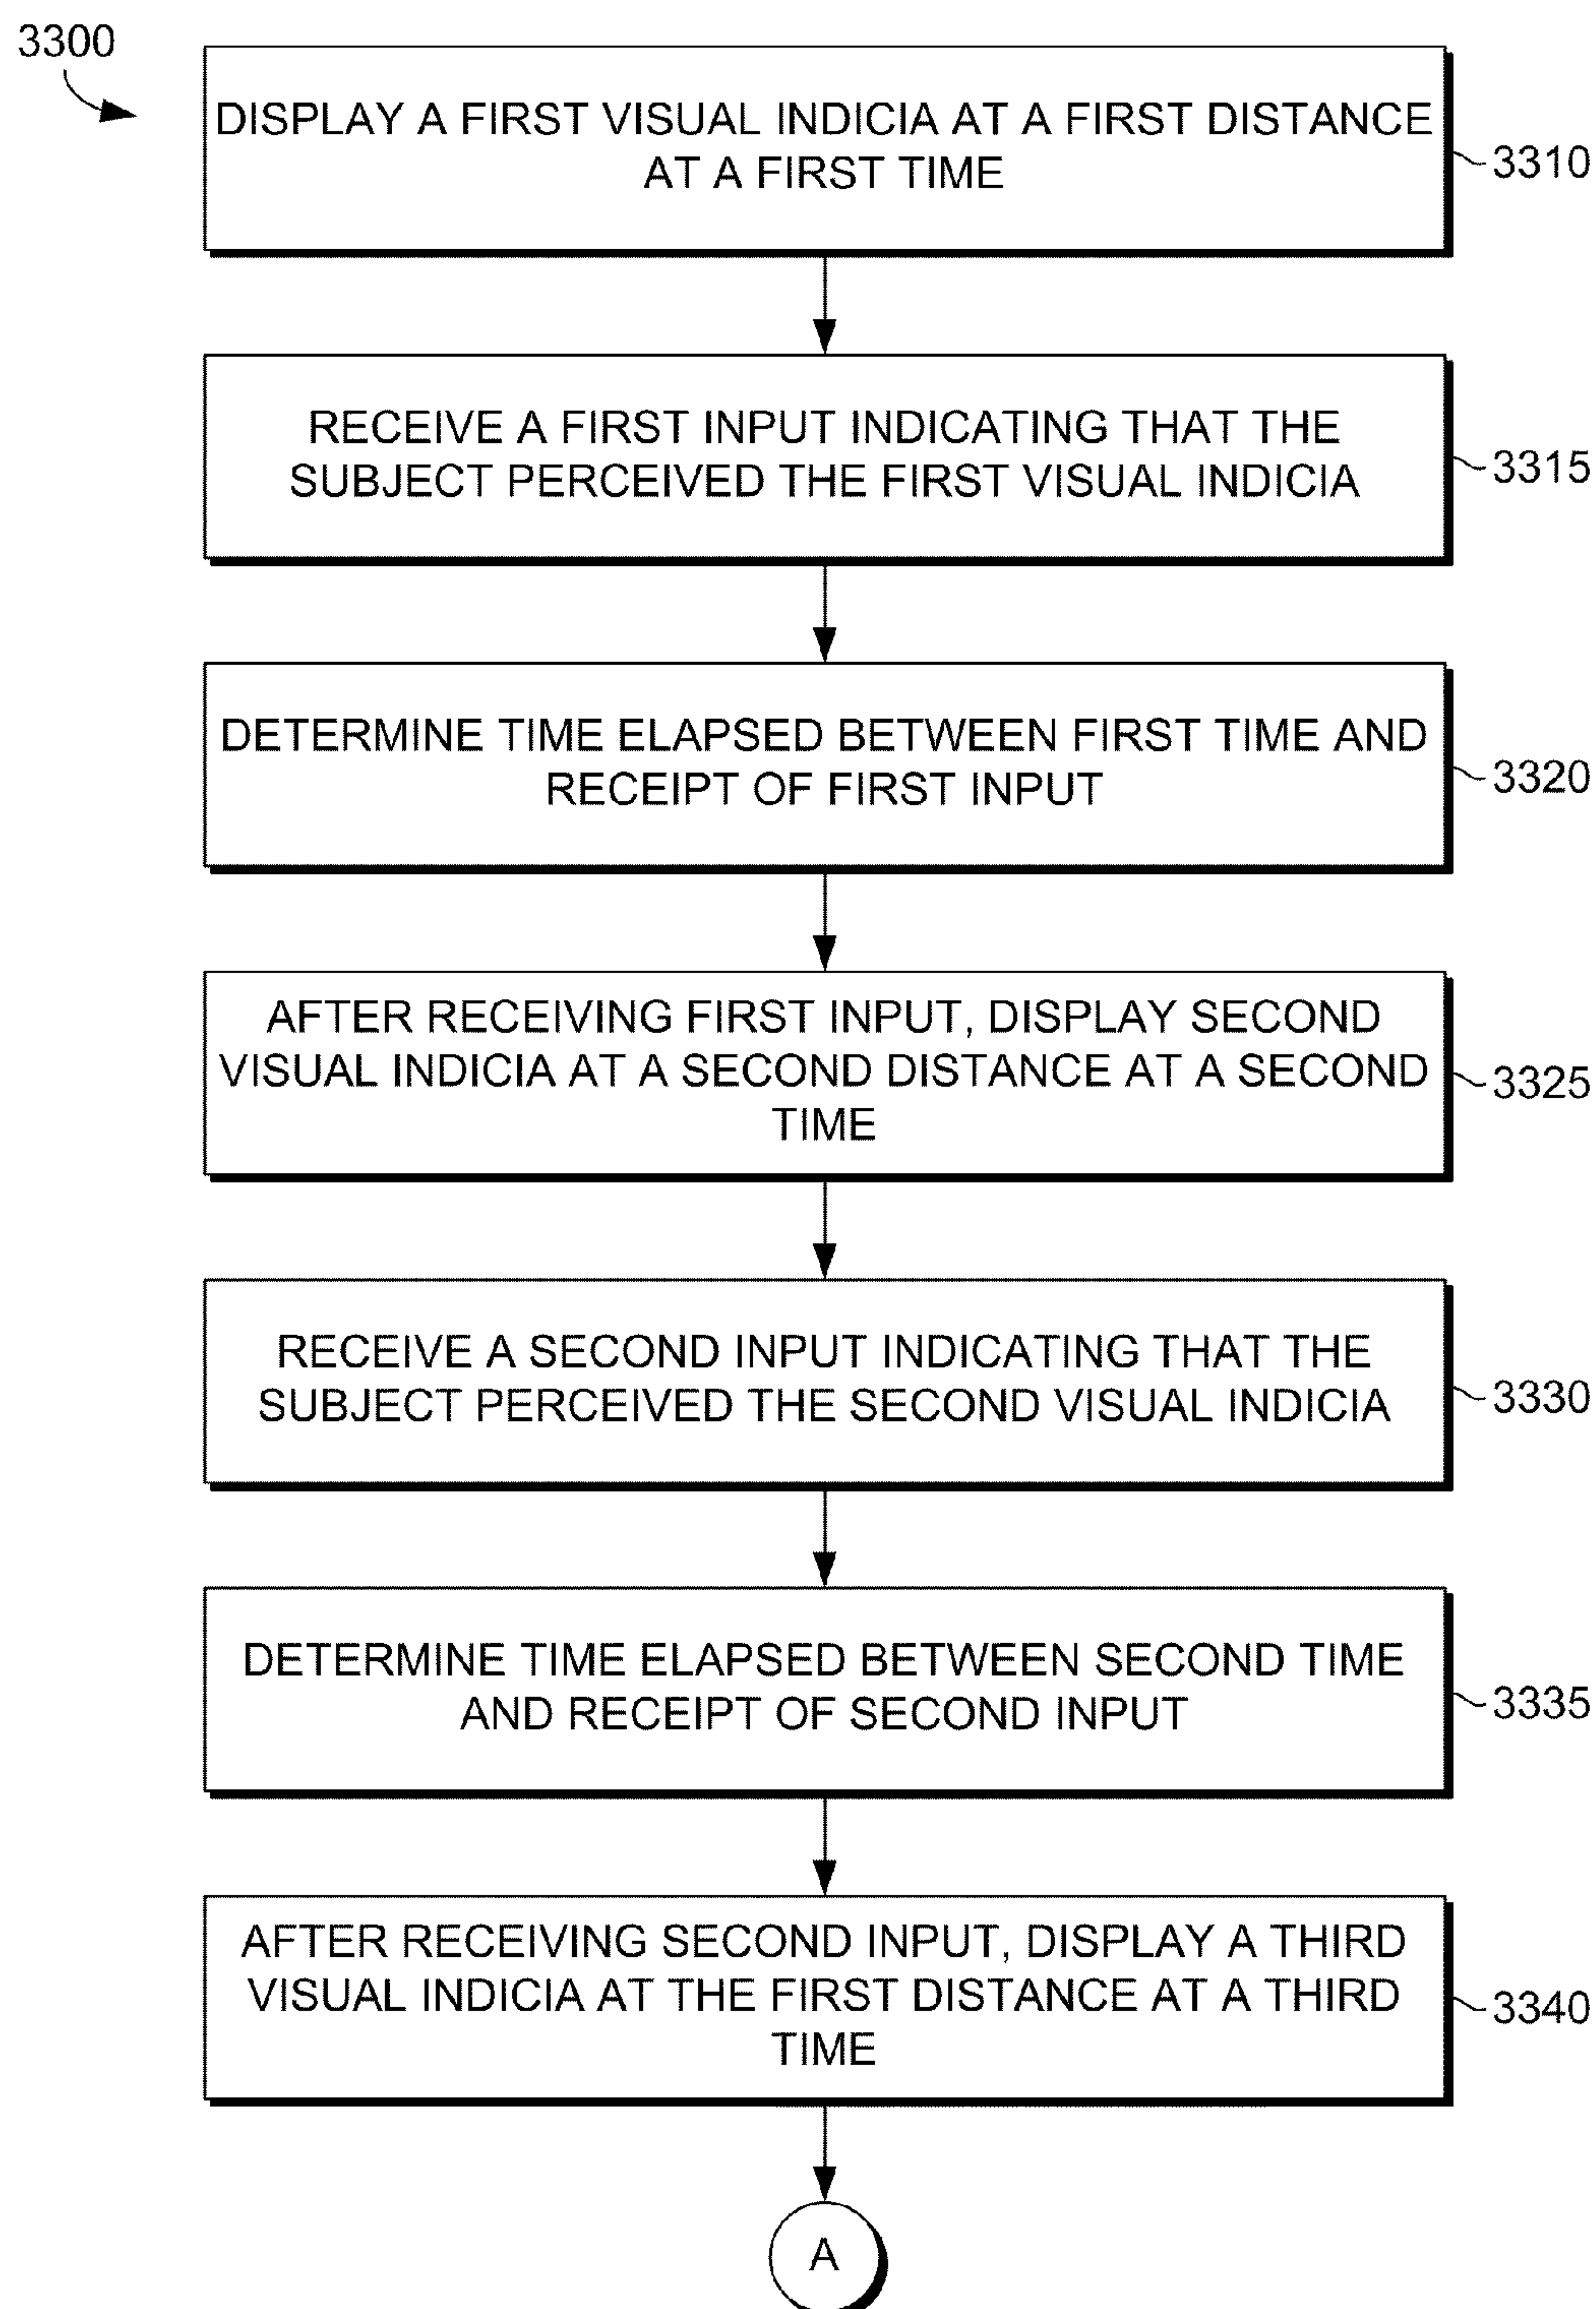 3300
DISPLAY A FIRST VISUAL INDICIA AT A FIRST DISTANCE
AT A FIRST TIME
3310
RECEIVE A FIRST INPUT INDICATING THAT THE
SUBJECT PERCEIVED THE FIRST VISUAL INDICIA
3315
DETERMINE TIME ELAPSED BETWEEN FIRST TIME AND
RECEIPT OF FIRST INPUT
3320
AFTER RECEIVING FIRST INPUT, DISPLAY SECOND
VISUAL INDICIA AT A SECOND DISTANCE AT A SECOND
TIME
3325
RECEIVE A SECOND INPUT INDICATING THAT THE
SUBJECT PERCEIVED THE SECOND VISUAL INDICIA
3330
DETERMINE TIME ELAPSED BETWEEN SECOND TIME
AND RECEIPT OF SECOND INPUT
3335
AFTER RECEIVING SECOND INPUT, DISPLAY A THIRD
VISUAL INDICIA AT THE FIRST DISTANCE AT A THIRD
TIME
3340
A